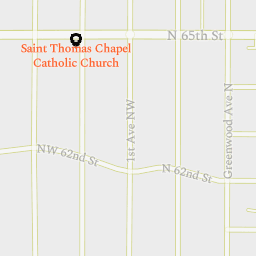 N 65th St
Saint Thomas Chapel
Catholic Church
1st Ave NW
Greenwood Ave N
NW 62nd St
N 62nd St